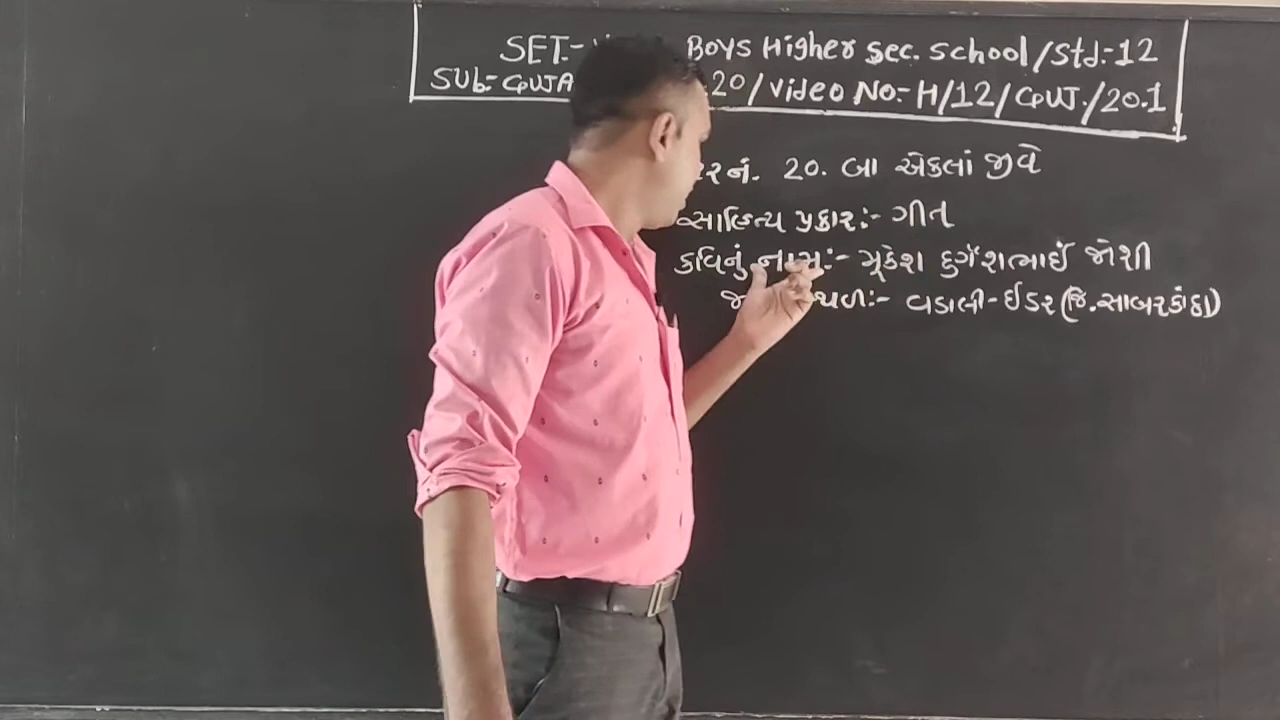 SET- Boys Higher sec. school/Std:-12
SUB:- GUJA .20/Video No:- H/12/GUJ./20.1
નં. 20. બા એકલાં જીવે
સાહિત્ય પ્રકાર:- ગીત
કવિનું નામ:- મૂકેશ દુર્ગેશભાઈ જોશી
જ સ્થળ:- વડાલી-ઈડર(જિ.સાબરકાંઠા)